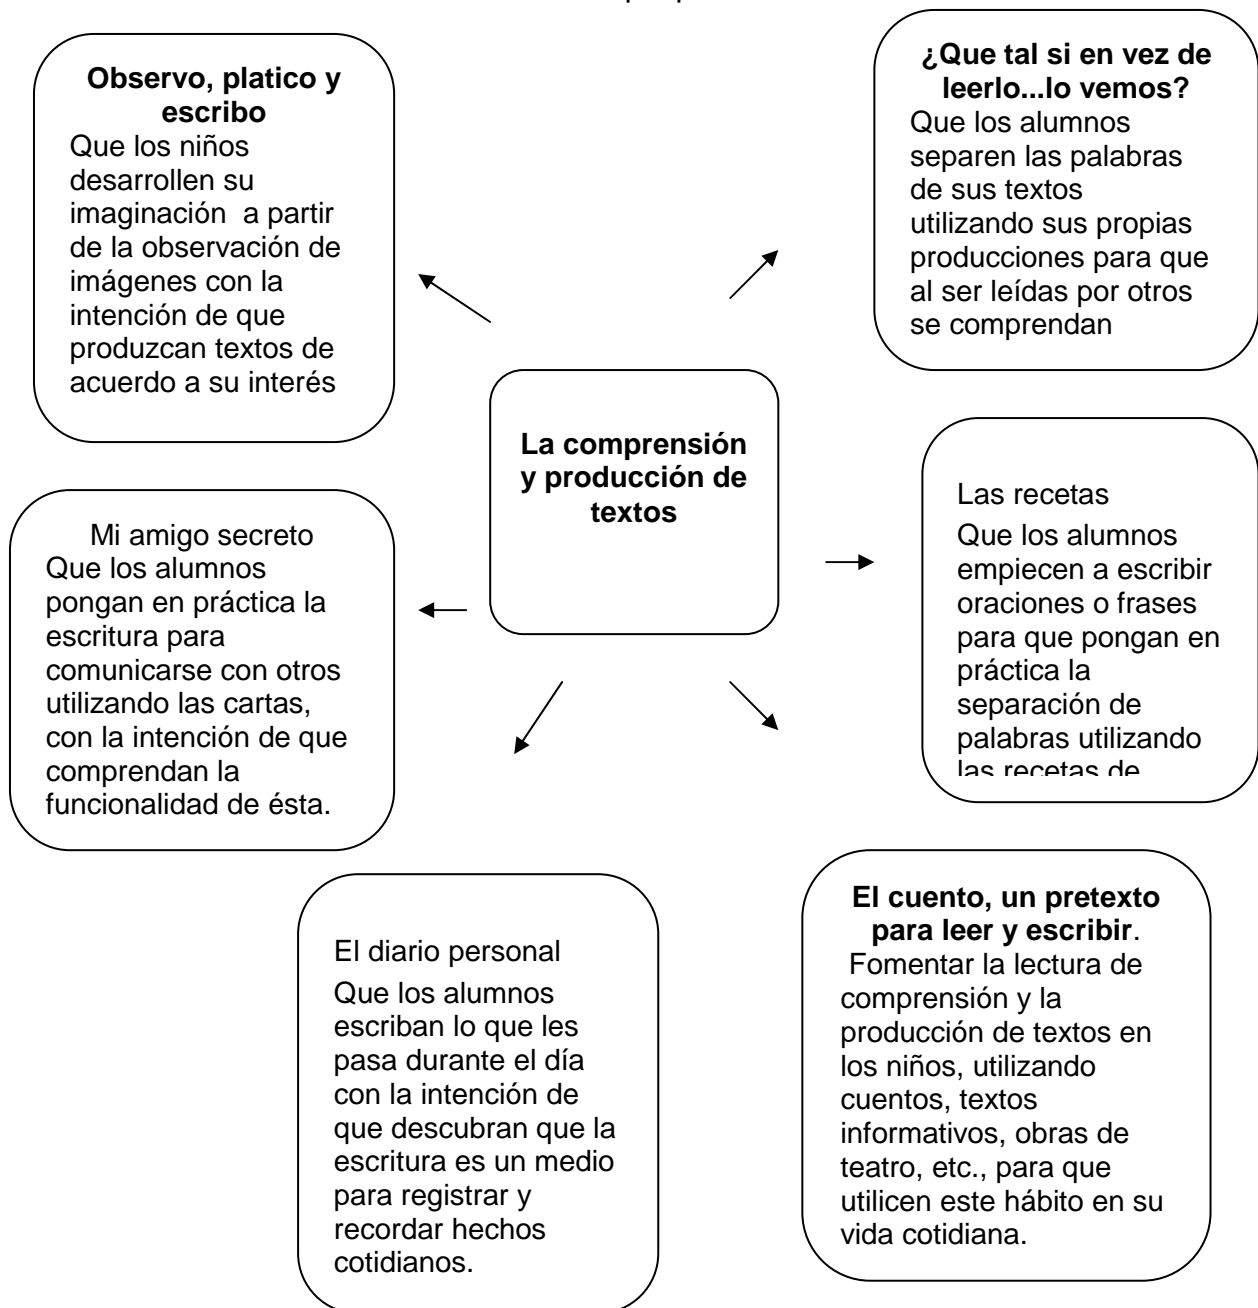 Observo, platico y
escribo
Que los niños
desarrollen su
imaginación  a partir
de la observación de
imágenes con la
intención de que
produzcan textos de
acuerdo a su interés
¿Que tal si en vez de
leerlo...lo vemos?
Que los alumnos
separen las palabras
de sus textos
utilizando sus propias
producciones para que
al ser leídas por otros
se comprendan
La comprensión
y producción de
textos
Mi amigo secreto
Que los alumnos
pongan en práctica la
escritura para
comunicarse con otros
utilizando las cartas,
con la intención de que
comprendan la
funcionalidad de ésta.
Las recetas
Que los alumnos
empiecen a escribir
oraciones o frases
para que pongan en
práctica la
separación de
palabras utilizando
las recetas de
El diario personal
Que los alumnos
escriban lo que les
pasa durante el día
con la intención de
que descubran que la
escritura es un medio
para registrar y
recordar hechos
cotidianos.
El cuento, un pretexto
para leer y escribir.
Fomentar la lectura de
comprensión y la
producción de textos en
los niños, utilizando
cuentos, textos
informativos, obras de
teatro, etc., para que
utilicen este hábito en su
vida cotidiana.